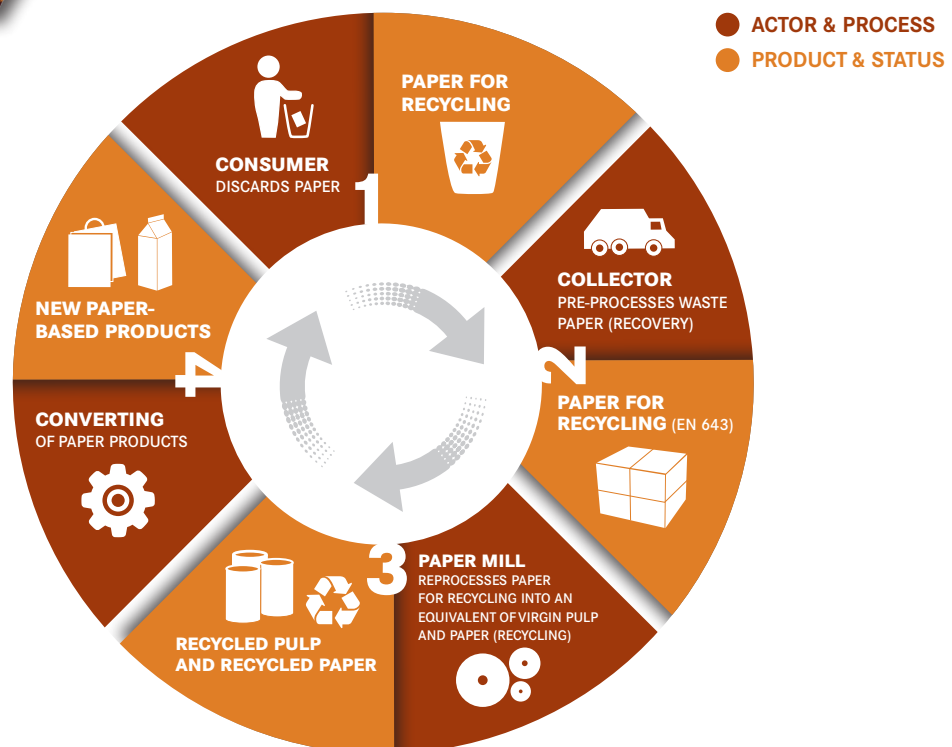 ACTOR & PROCESS
PRODUCT & STATUS
1
CONSUMER
DISCARDS PAPER
PAPER FOR
RECYCLING
2
COLLECTOR
PRE-PROCESSES WASTE
PAPER (RECOVERY)
PAPER FOR
RECYCLING (EN 643)
3
PAPER MILL
REPROCESSES PAPER
FOR RECYCLING INTO AN
EQUIVALENT OF VIRGIN PULP
AND PAPER (RECYCLING)
RECYCLED PULP
AND RECYCLED PAPER
4
CONVERTING
OF PAPER PRODUCTS
NEW PAPER-
BASED PRODUCTS